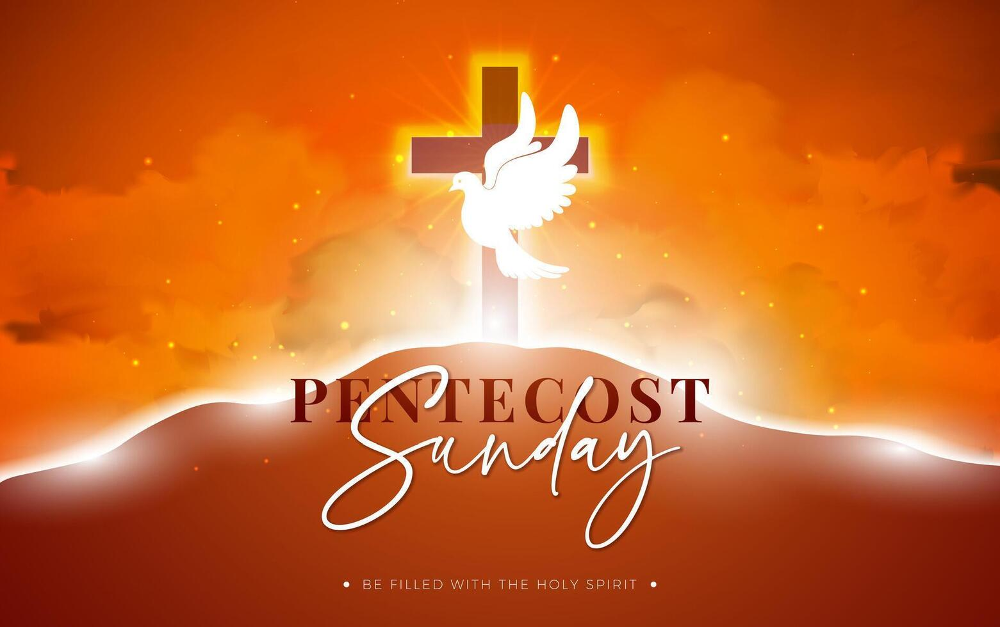 PENTECOST
Sunday
• BE FILLED WITH THE HOLY SPIRIT •